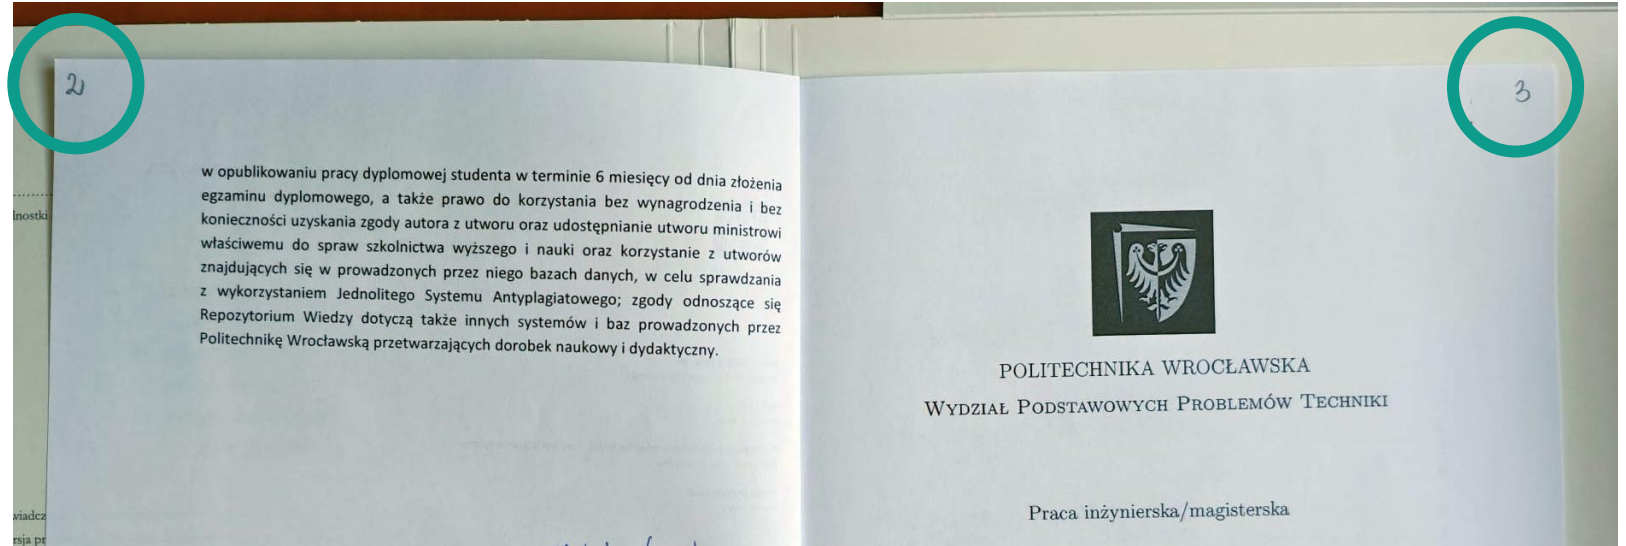 2
w opublikowaniu pracy dyplomowej studenta w terminie 6 miesięcy od dnia złożenia
egzaminu dyplomowego, a także prawo do korzystania bez wynagrodzenia i bez
konieczności uzyskania zgody autora z utworu oraz udostępnianie utworu ministrowi
właściwemu do spraw szkolnictwa wyższego i nauki oraz korzystanie z utworów
znajdujących się w prowadzonych przez niego bazach danych, w celu sprawdzania
z wykorzystaniem Jednolitego Systemu Antyplagiatowego; zgody odnoszące się
Repozytorium Wiedzy dotyczą także innych systemów i baz prowadzonych przez
Politechnikę Wrocławską przetwarzających dorobek naukowy i dydaktyczny.
3
POLITECHNIKA WROCŁAWSKA
WYDZIAŁ PODSTAWOWYCH PROBLEMÓW TECHNIKI
Praca inżynierska/magisterska